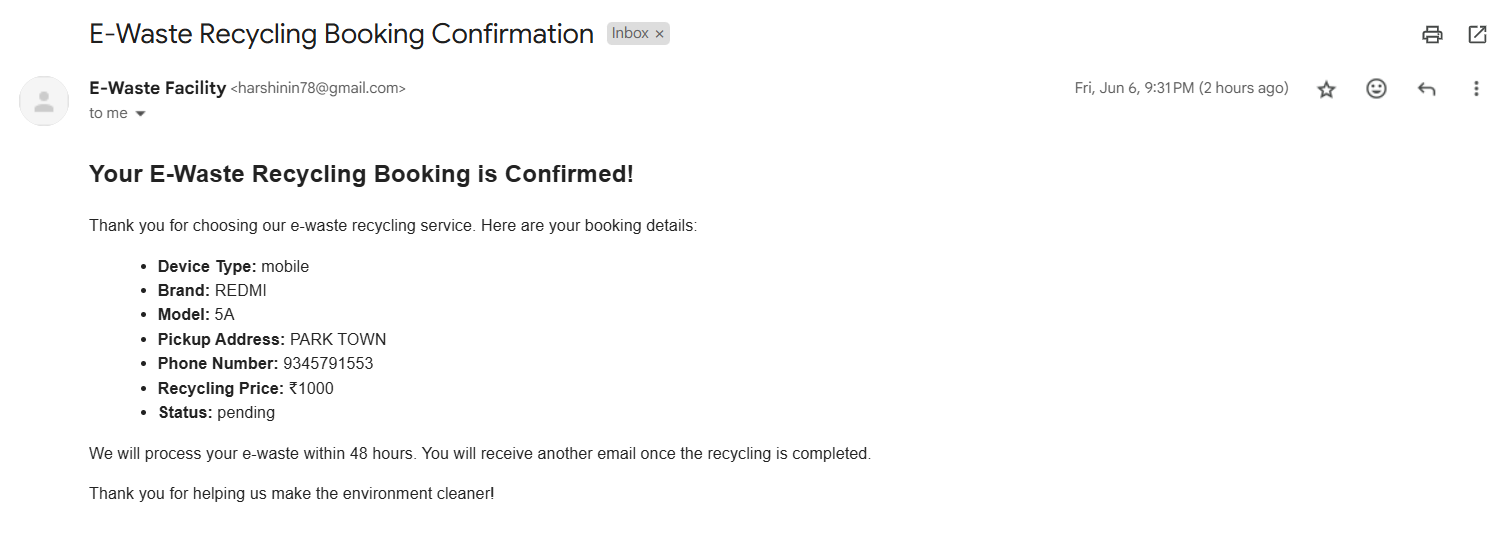 E-Waste Recycling Booking Confirmation Inbox ×
E-Waste Facility <harshinin78@gmail.com> Fri, Jun 6, 9:31 PM (2 hours ago)
to me
Your E-Waste Recycling Booking is Confirmed!
Thank you for choosing our e-waste recycling service. Here are your booking details:
• Device Type: mobile
• Brand: REDMI
• Model: 5A
• Pickup Address: PARK TOWN
• Phone Number: 9345791553
• Recycling Price: ₹1000
• Status: pending
We will process your e-waste within 48 hours. You will receive another email once the recycling is completed.
Thank you for helping us make the environment cleaner!